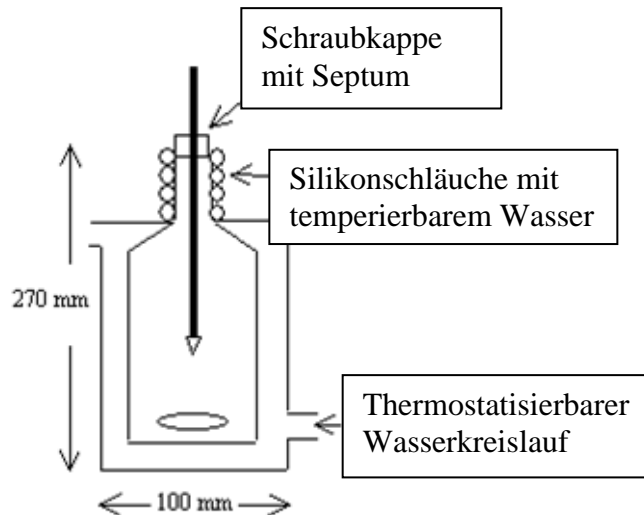 Schraubkappe
mit Septum
Silikonschläuche mit
temperierbarem Wasser
270 mm
Thermostatisierbarer
Wasserkreislauf
100 mm